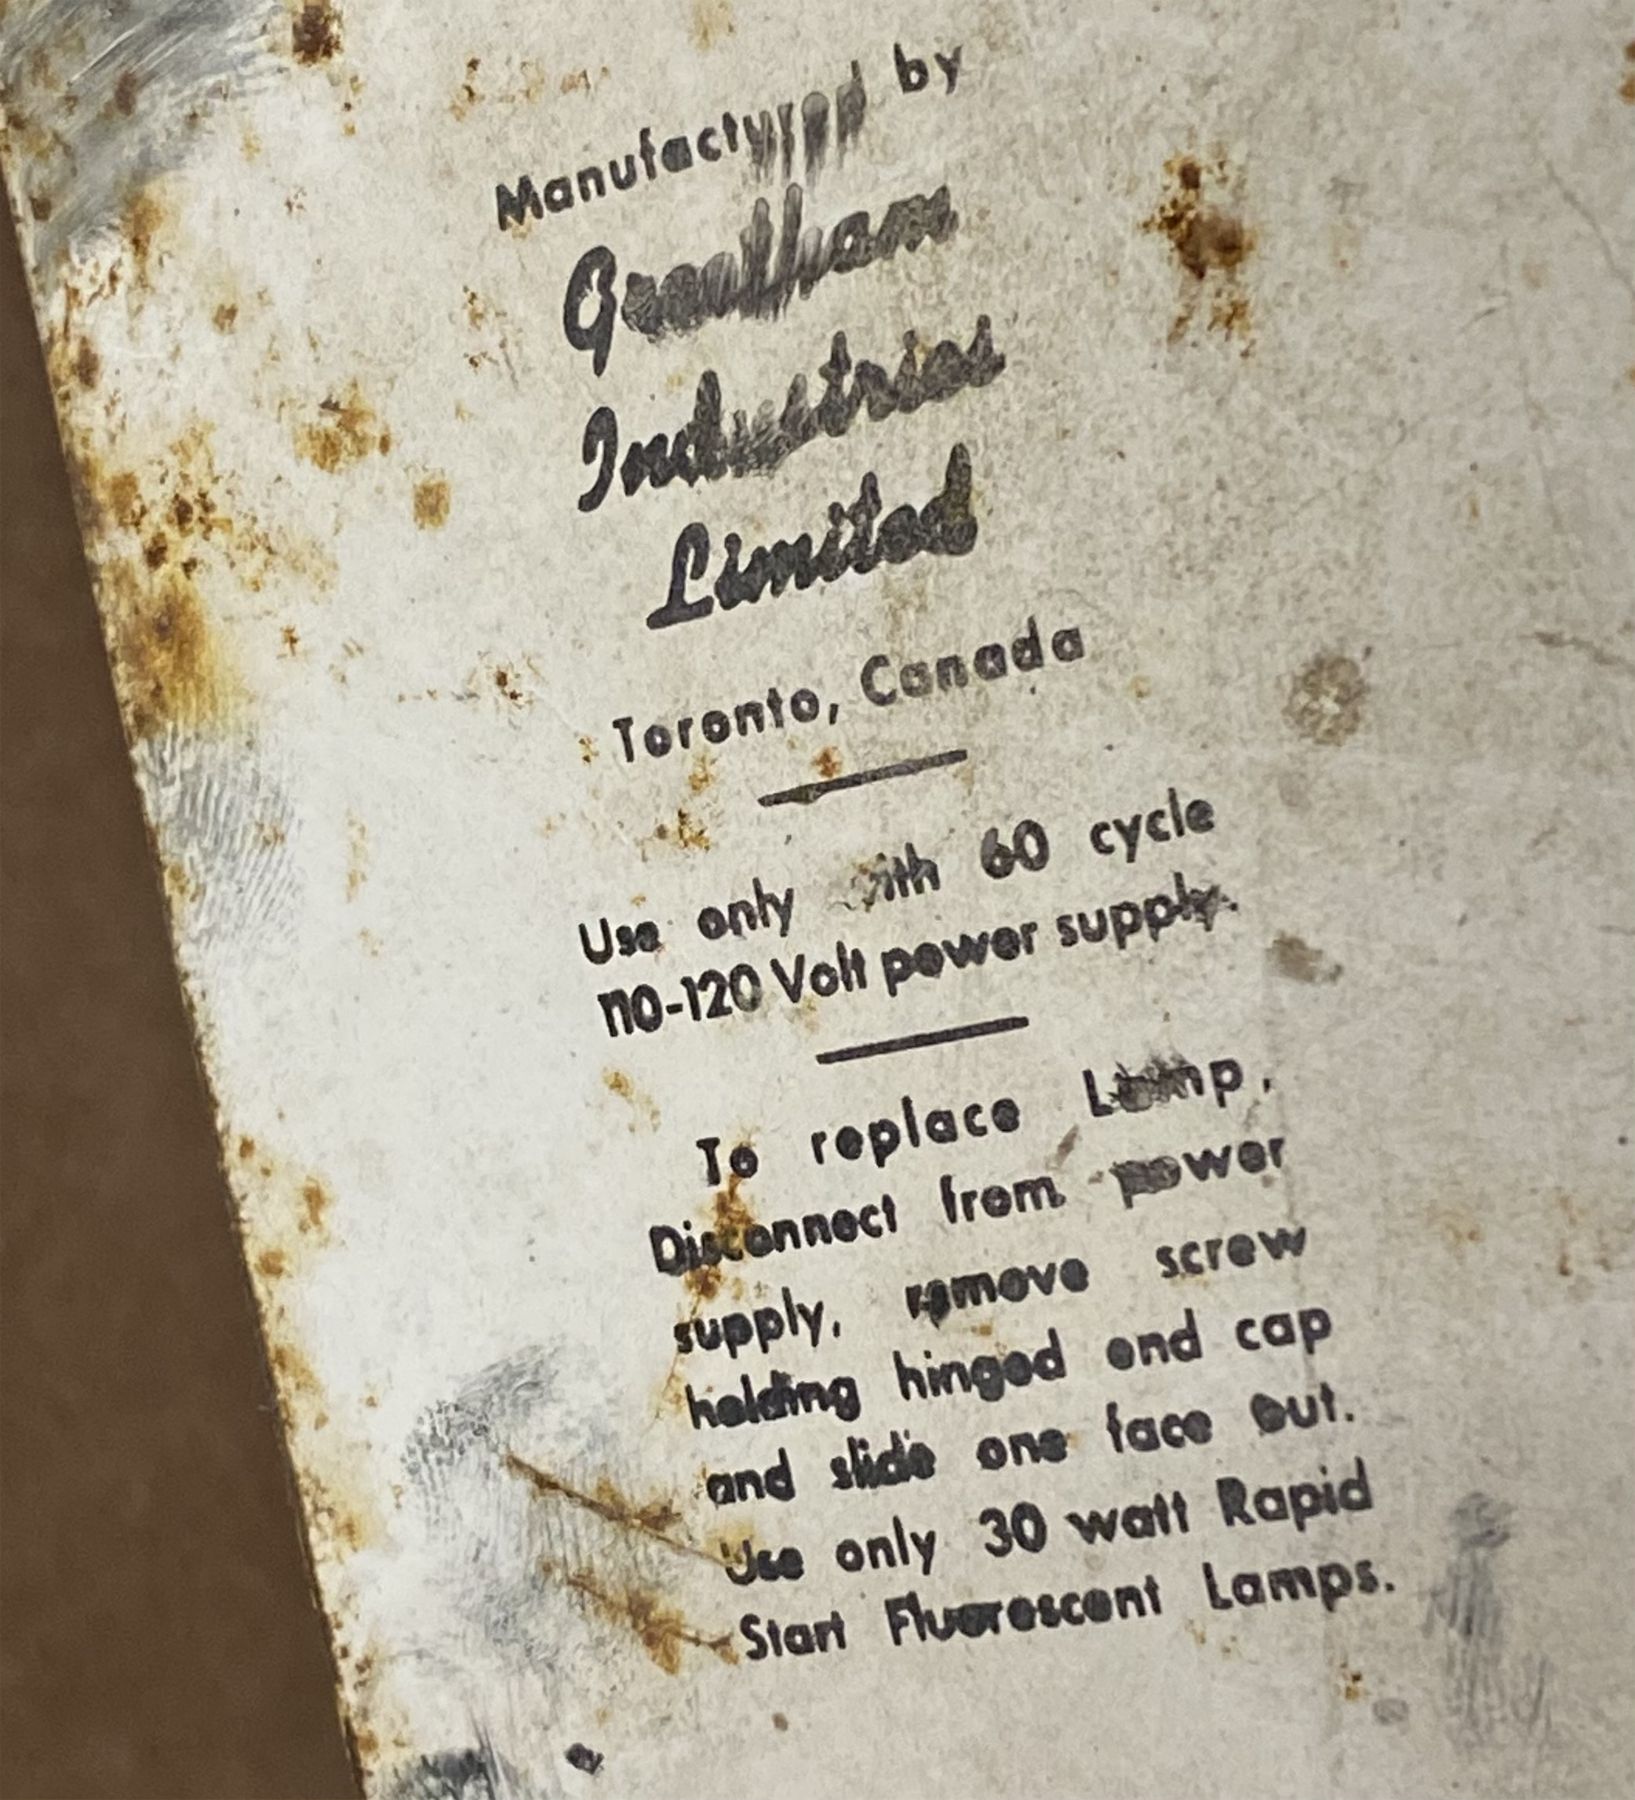 Manufactured by
Grantham
Industries
Limited
Toronto, Canada
Use only with 60 cycle
110-120 Volt power supply.
To replace Lamp,
Disconnect from power
supply, remove screw
holding hinged end cap
and slide one face out.
Use only 30 watt Rapid
Start Fluorescent Lamps.